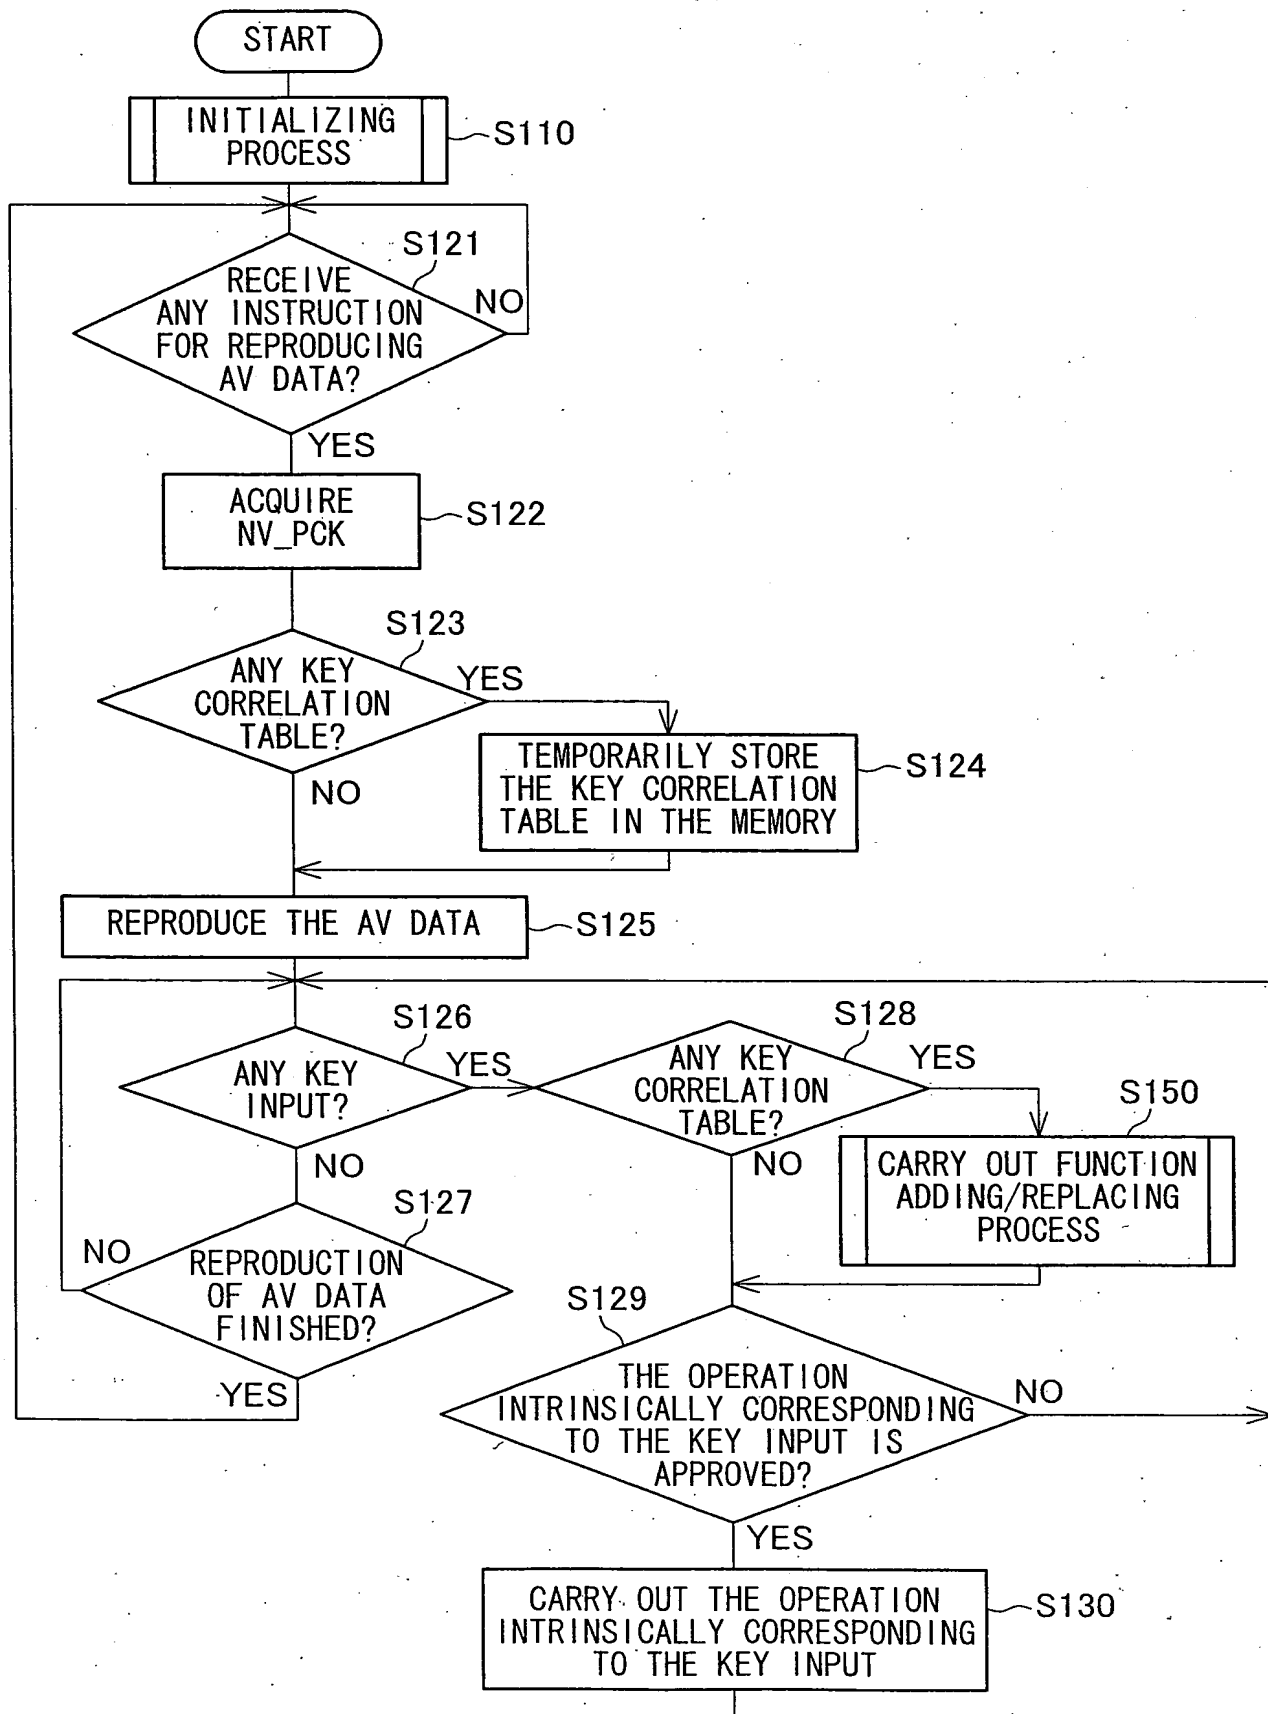 START
INITIALIZING
PROCESS
S110
S121
RECEIVE
ANY INSTRUCTION
FOR REPRODUCING
AV DATA?
NO
YES
ACQUIRE
NV_PCK
S122
S123
ANY KEY
CORRELATION
TABLE?
YES
NO
TEMPORARILY STORE
THE KEY CORRELATION
TABLE IN THE MEMORY
S124
REPRODUCE THE AV DATA
S125
S126
ANY KEY
INPUT?
YES
NO
S128
ANY KEY
CORRELATION
TABLE?
YES
NO
S150
CARRY OUT FUNCTION
ADDING/REPLACING
PROCESS
S127
NO
REPRODUCTION
OF AV DATA
FINISHED?
YES
S129
THE OPERATION
INTRINSICALLY CORRESPONDING
TO THE KEY INPUT IS
APPROVED?
NO
YES
CARRY OUT THE OPERATION
INTRINSICALLY CORRESPONDING
TO THE KEY INPUT
S130